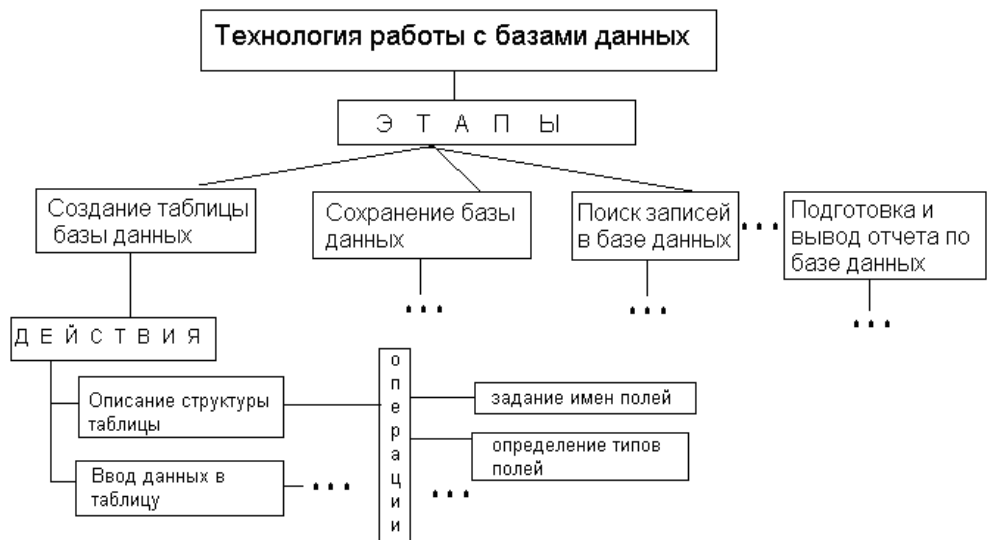 Технология работы с базами данных
Э Т А П Ы
Создание таблицы
базы данных
Сохранение базы
данных
Поиск записей
в базе данных
...
Подготовка и
вывод отчета по
базе данных
...
...
...
Д Е Й С Т В И Я
операции
Описание структуры
таблицы
задание имен полей
определение типов
полей
Ввод данных в
таблицу
...
...